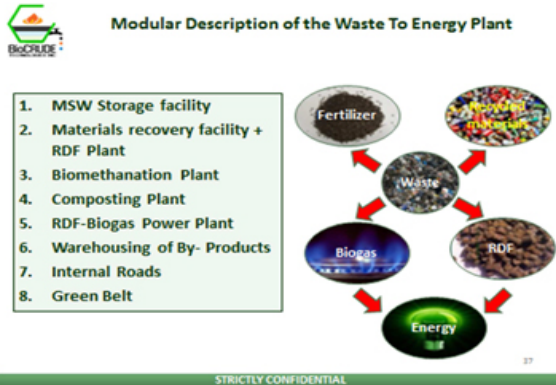 BioCRUDE
Modular Description of the Waste To Energy Plant
1. MSW Storage facility
2. Materials recovery facility +
RDF Plant
3. Biomethanation Plant
4. Composting Plant
5. RDF-Biogas Power Plant
6. Warehousing of By- Products
7. Internal Roads
8. Green Belt
Fertilizer
Recycled
materials
Waste
Biogas
RDF
Energy
27
STRICTLY CONFIDENTIAL